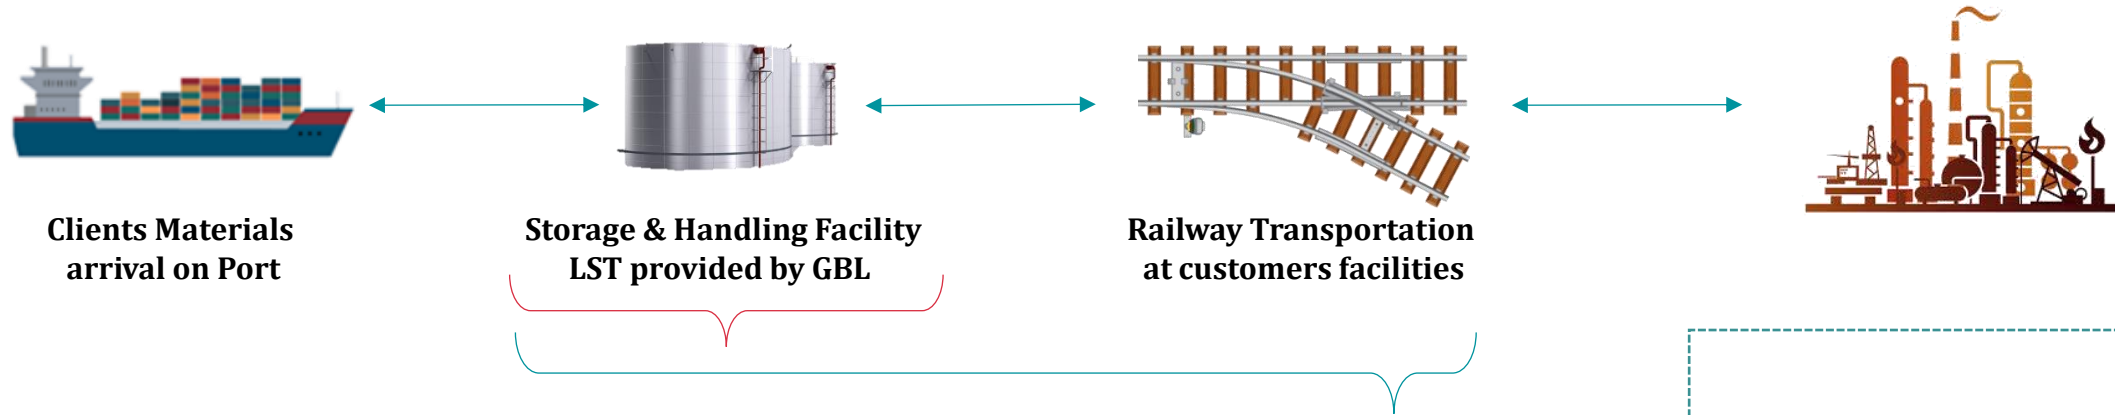 Clients Materials
arrival on Port
Storage & Handling Facility
LST provided by GBL
Railway Transportation
at customers facilities